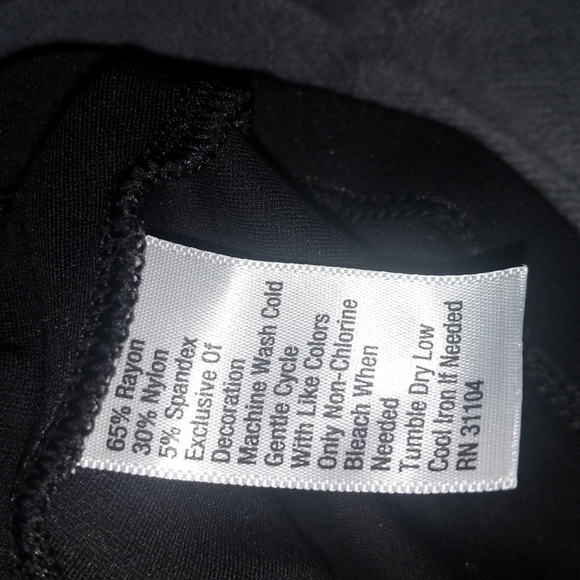 65% Rayon
30% Nylon
5% Spandex
Exclusive Of
Decoration
Machine Wash Cold
Gentle Cycle
With Like Colors
Only Non-Chlorine
Bleach When
Needed
Tumble Dry Low
Cool Iron If Needed
RN 31104